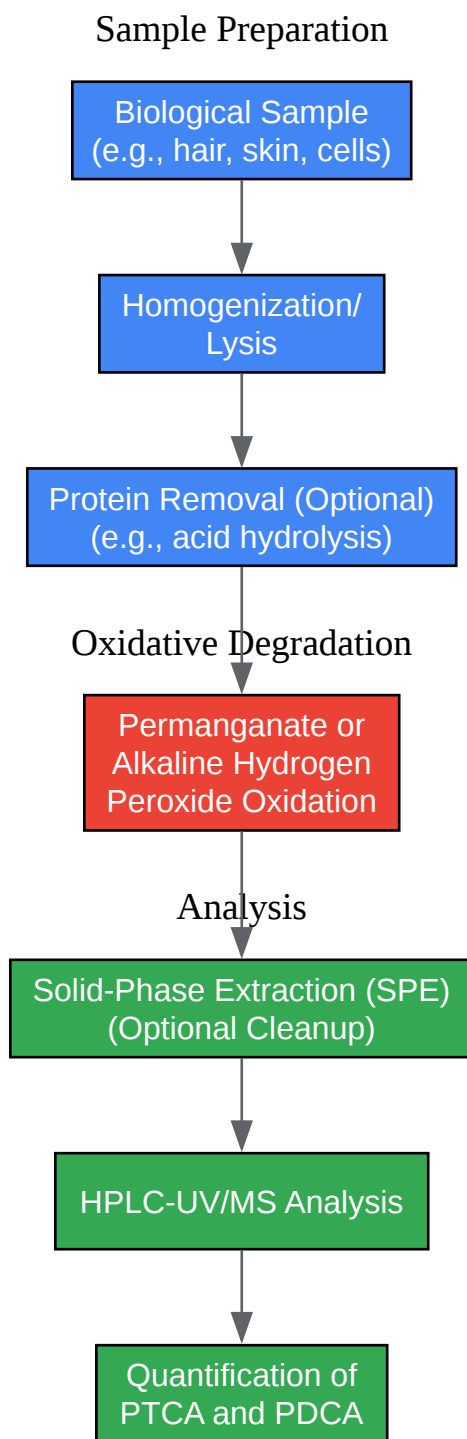 Sample Preparation
Biological Sample
(e.g., hair, skin, cells)
Homogenization/
Lysis
Protein Removal (Optional)
(e.g., acid hydrolysis)
Oxidative Degradation
Permanganate or
Alkaline Hydrogen
Peroxide Oxidation
Analysis
Solid-Phase Extraction (SPE)
(Optional Cleanup)
HPLC-UV/MS Analysis
Quantification of
PTCA and PDCA